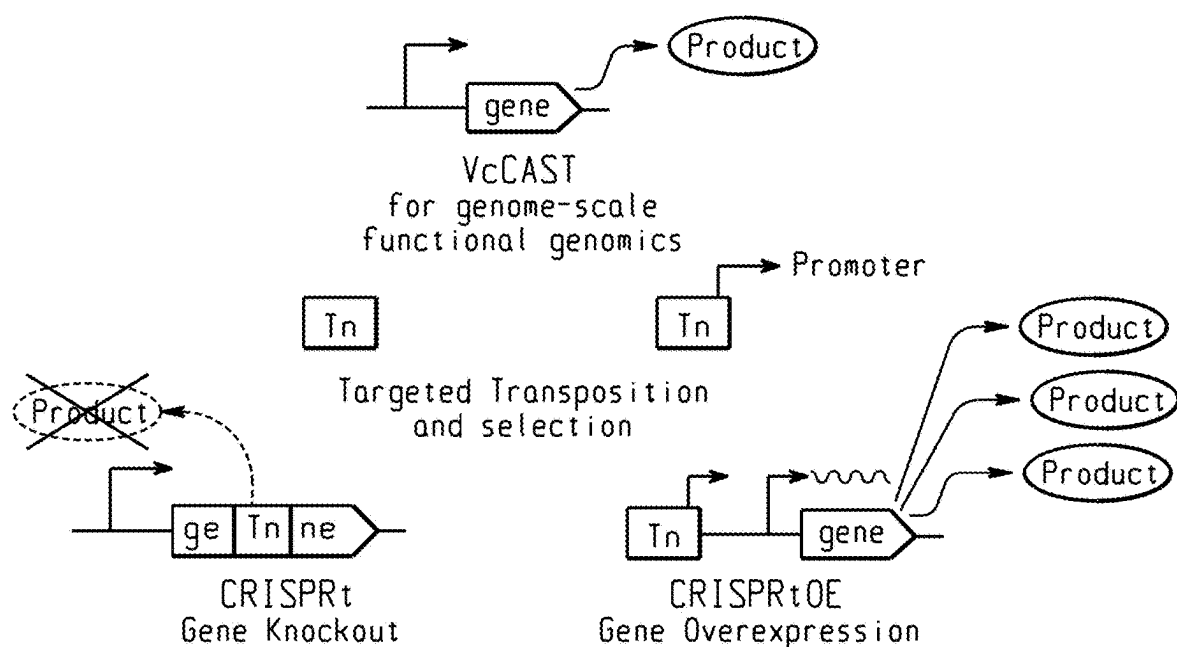 Product
gene
VcCAST
for genome-scale
functional genomics
Promoter
Tn
Tn
Product
Targeted Transposition
and selection
Product
Product
Product
ge Tn ne
Tn
gene
CRISPRt
Gene Knockout
CRISPRtOE
Gene Overexpression